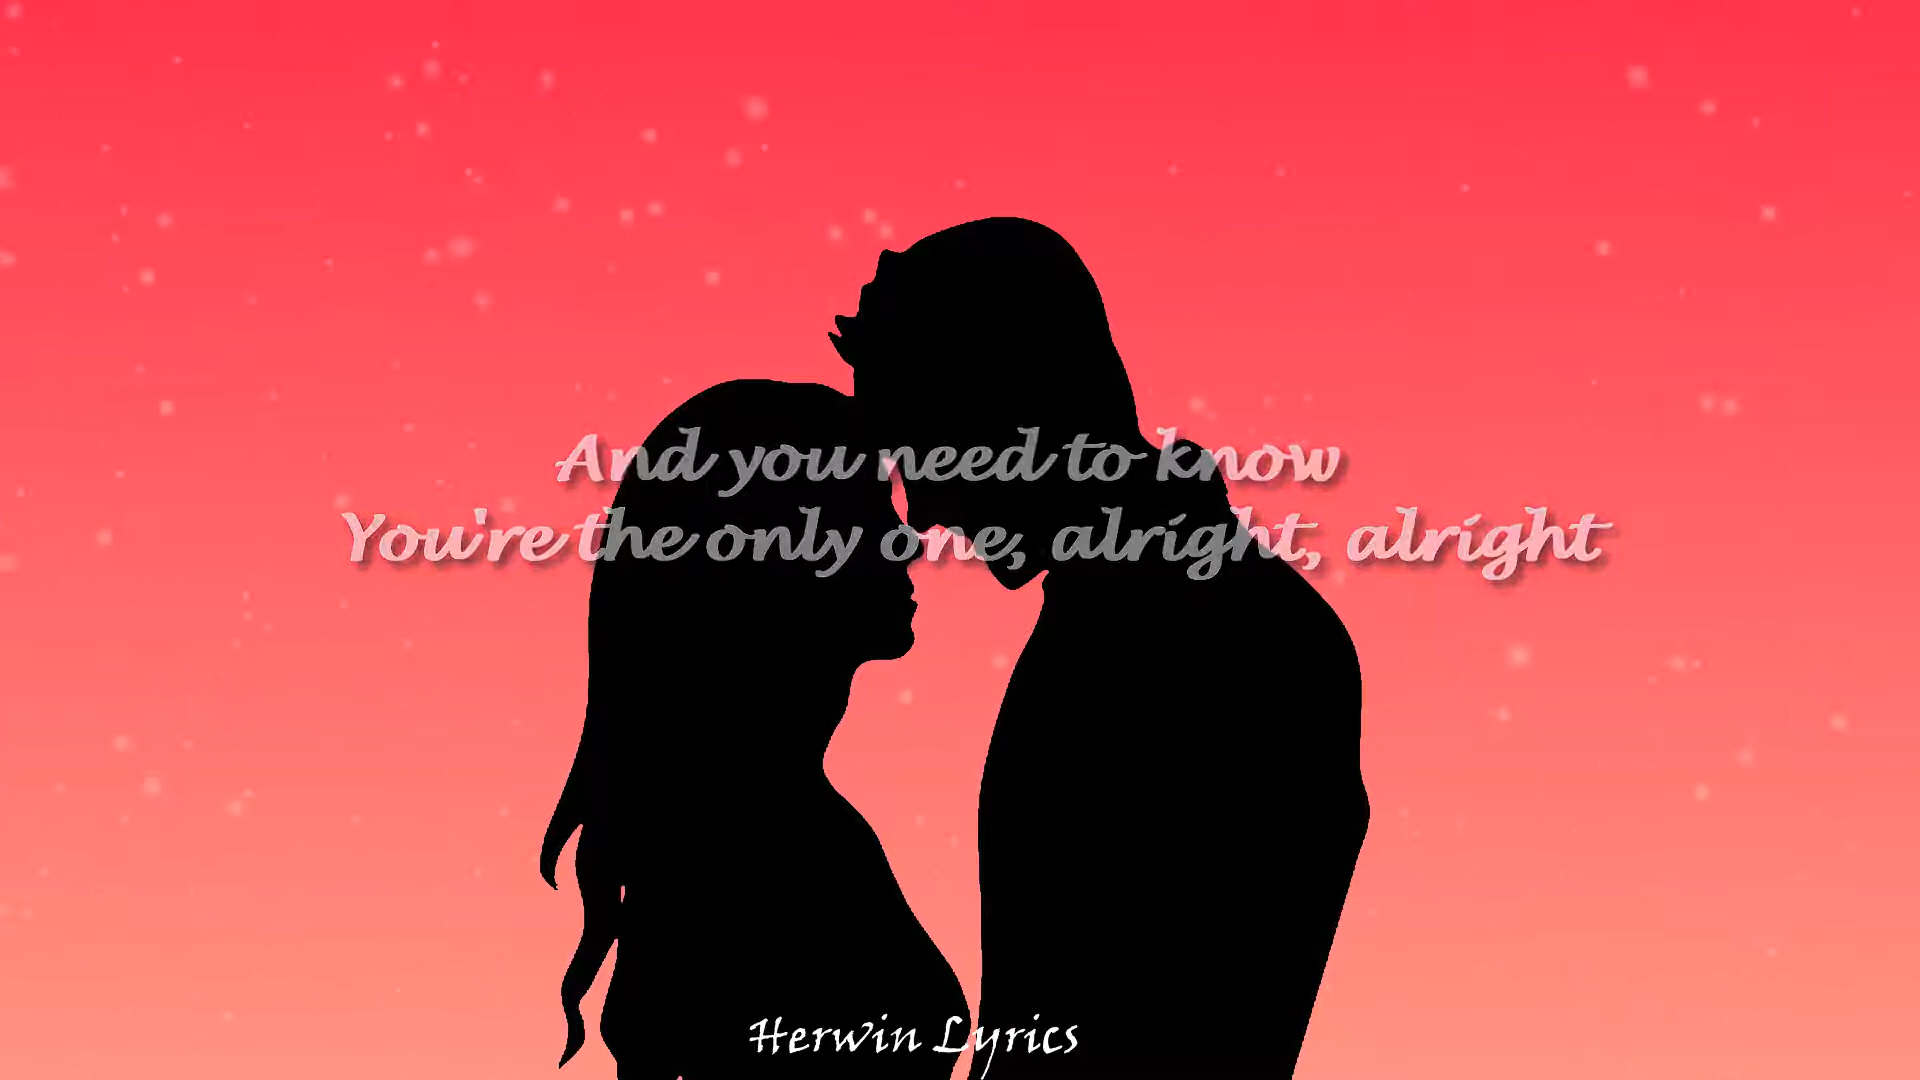 And you need to know
You're the only one, alright, alright
Herwin Lyrics